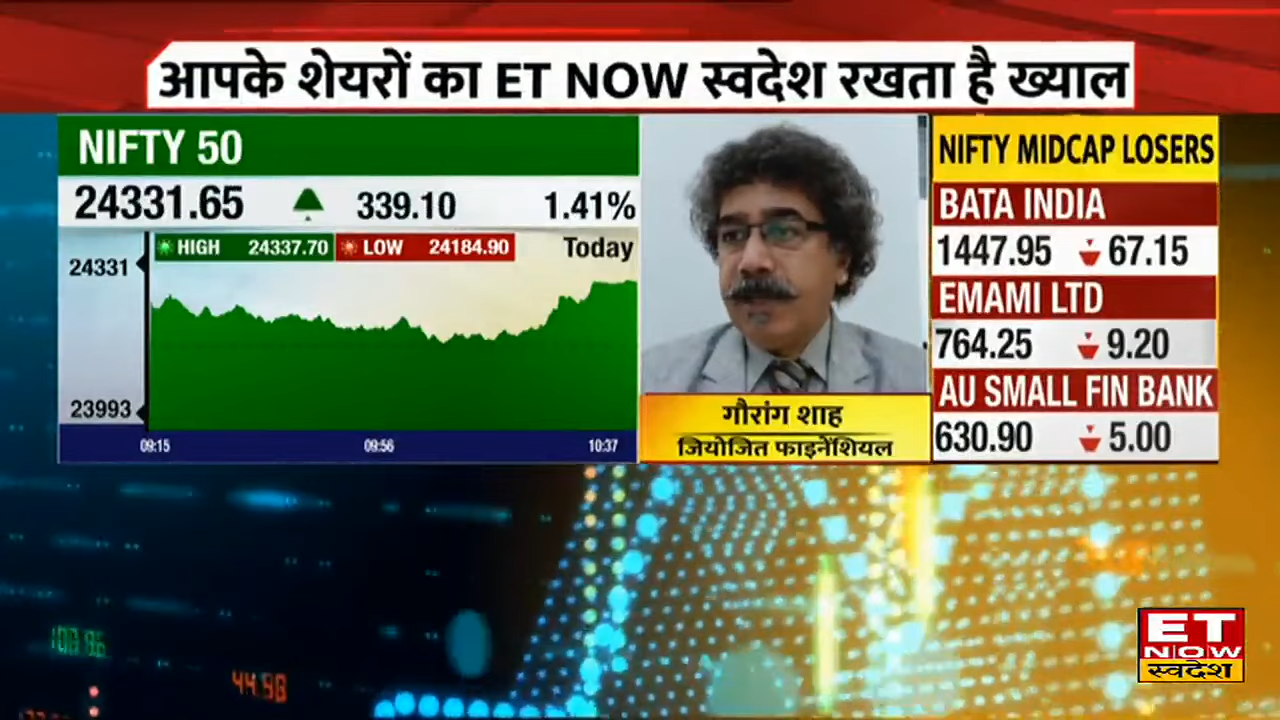 आपके शेयरों का ET NOW स्वदेश रखता है ख्याल
NIFTY 50
24331.65 339.10 1.41%
HIGH 24337.70 LOW 24184.90 Today
24331
23993
09:15 09:56 10:37
गौरांग शाह
जियोजित फाइनेंशियल
NIFTY MIDCAP LOSERS
BATA INDIA
1447.95 67.15
EMAMI LTD
764.25 9.20
AU SMALL FIN BANK
630.90 5.00
44.98
ET
NOW
स्वदेश